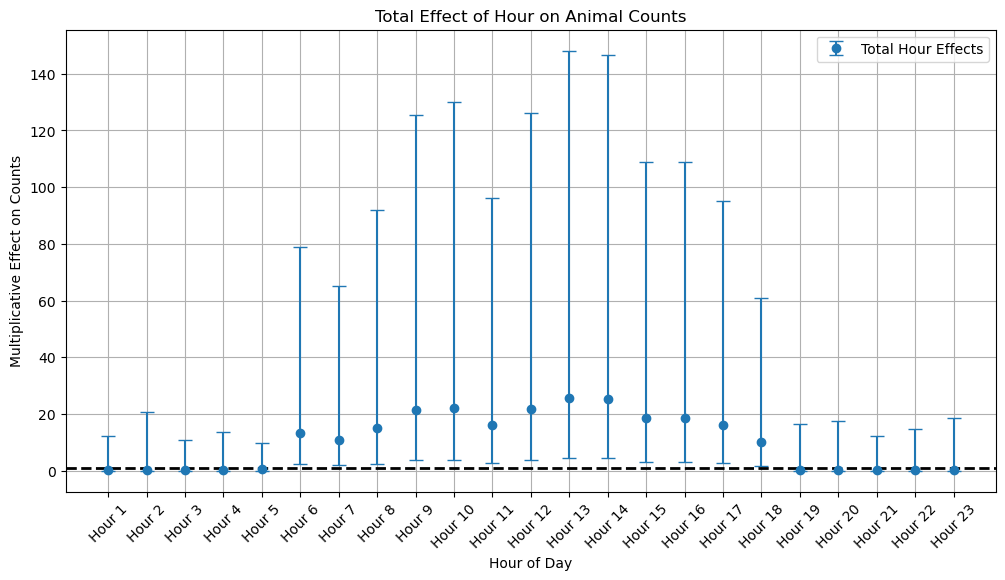 Total Effect of Hour on Animal Counts
Total Hour Effects
Multiplicative Effect on Counts
140
120
100
80
60
40
20
0
Hour 1
Hour 2
Hour 3
Hour 4
Hour 5
Hour 6
Hour 7
Hour 8
Hour 9
Hour 10
Hour 11
Hour 12
Hour 13
Hour 14
Hour 15
Hour 16
Hour 17
Hour 18
Hour 19
Hour 20
Hour 21
Hour 22
Hour 23
Hour of Day